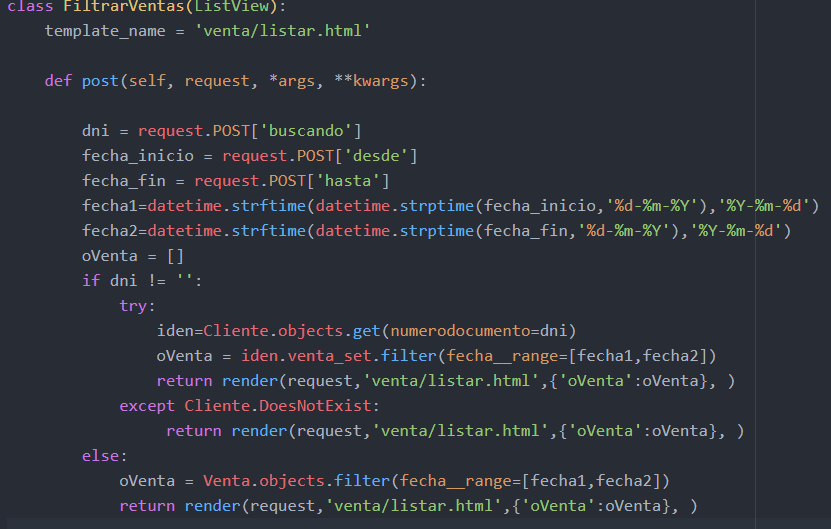 class FiltrarVentas(ListView):
    template_name = 'venta/listar.html'

    def post(self, request, *args, **kwargs):

        dni = request.POST['buscando']
        fecha_inicio = request.POST['desde']
        fecha_fin = request.POST['hasta']
        fecha1=datetime.strftime(datetime.strptime(fecha_inicio,'%d-%m-%Y'),'%Y-%m-%d')
        fecha2=datetime.strftime(datetime.strptime(fecha_fin,'%d-%m-%Y'),'%Y-%m-%d')
        oVenta = []
        if dni != '':
            try:
                iden=Cliente.objects.get(numerodocumento=dni)
                oVenta = iden.venta_set.filter(fecha__range=[fecha1,fecha2])
                return render(request,'venta/listar.html',{'oVenta':oVenta}, )
            except Cliente.DoesNotExist:
                 return render(request,'venta/listar.html',{'oVenta':oVenta}, )
        else:
            oVenta = Venta.objects.filter(fecha__range=[fecha1,fecha2])
            return render(request,'venta/listar.html',{'oVenta':oVenta}, )